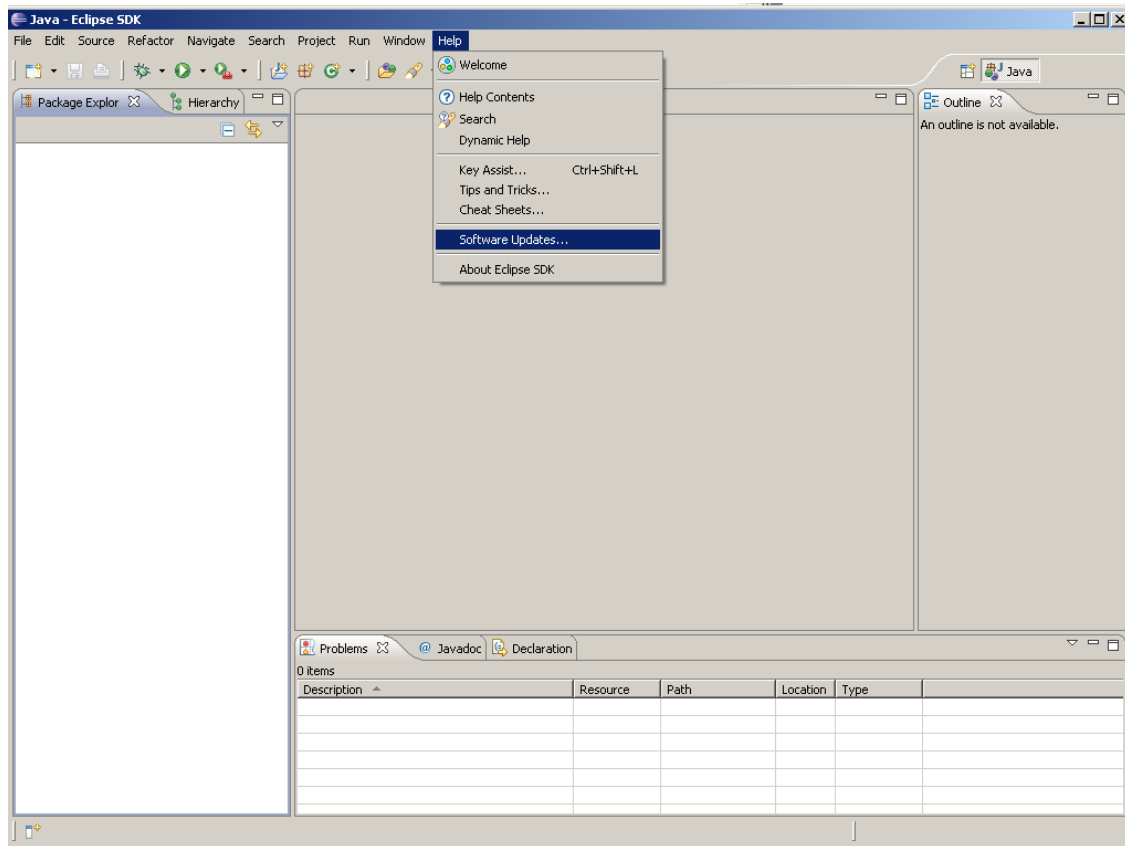 Java - Eclipse SDK
File Edit Source Refactor Navigate Search Project Run Window Help
Welcome
Help Contents
Search
Dynamic Help
Key Assist... Ctrl+Shift+L
Tips and Tricks...
Cheat Sheets...
Software Updates...
About Eclipse SDK
Java
Package Explor
Hierarchy
Outline
An outline is not available.
Problems @ Javadoc Declaration
0 items
Description Resource Path Location Type